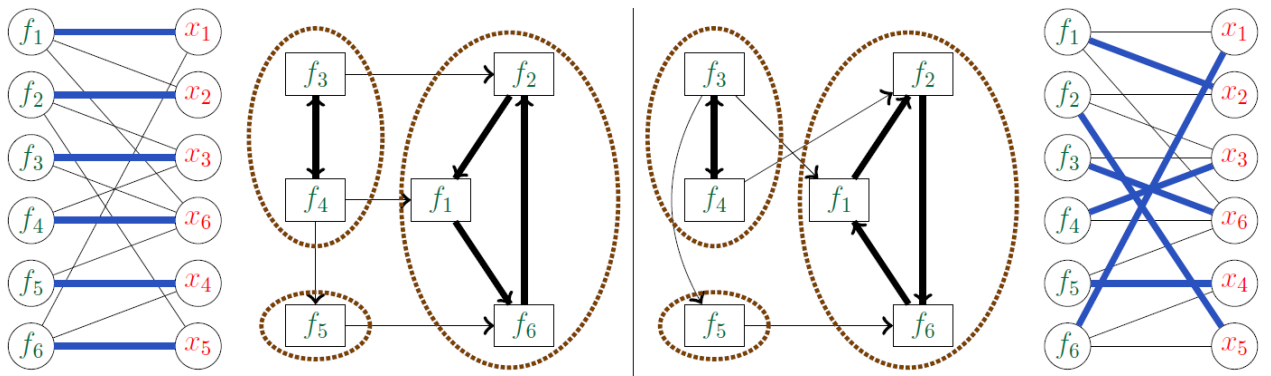 f₁ x₁ f₃ f₂ f₃ f₂ f₁ x₁
f₂ x₂ f₂ x₂
f₃ x₃ f₃ x₃
f₄ x₆ f₄ f₁ f₄ f₁ f₄ x₆
f₅ x₄ f₅ x₄
f₆ x₅ f₅ f₆ f₅ f₆ f₆ x₅